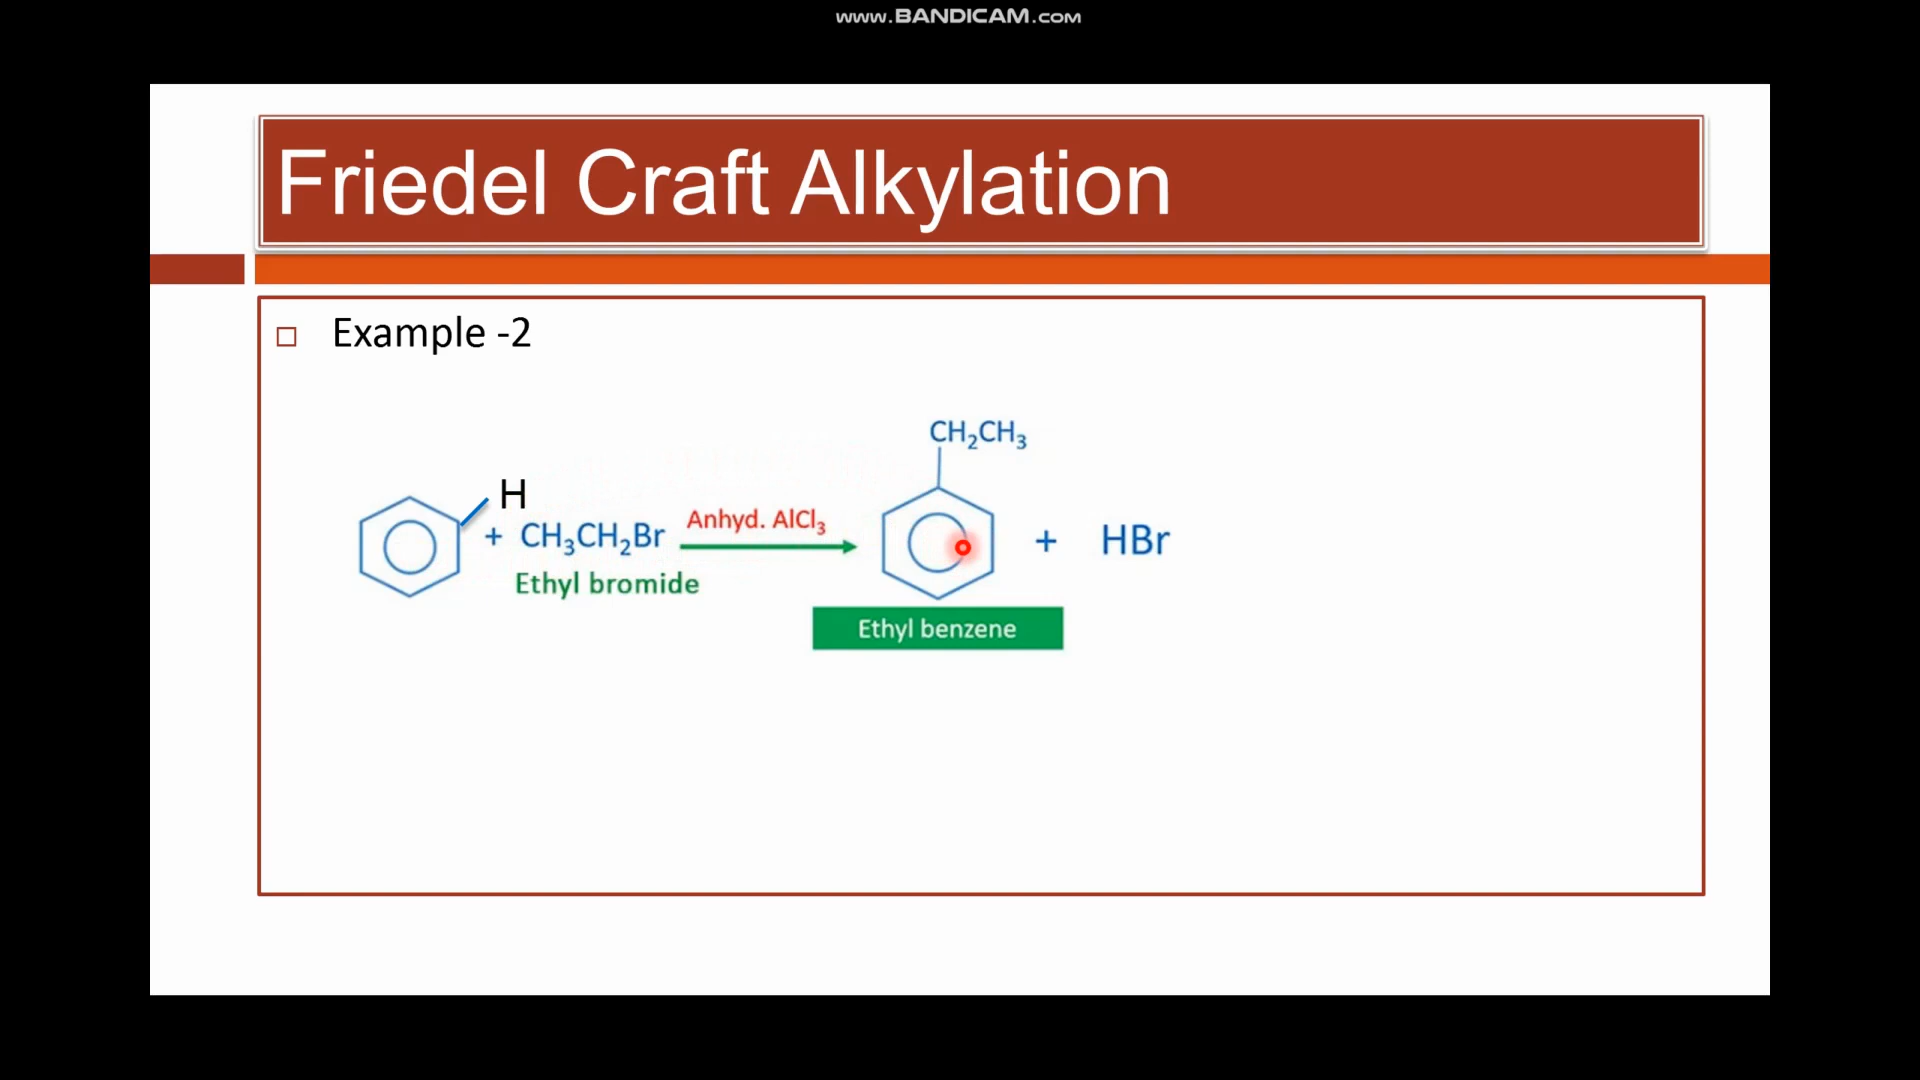 www.BANDICAM.com
Friedel Craft Alkylation
Example -2
CH₂CH₃
H
+ CH₃CH₂Br Anhyd. AlCl₃ + HBr
Ethyl bromide
Ethyl benzene